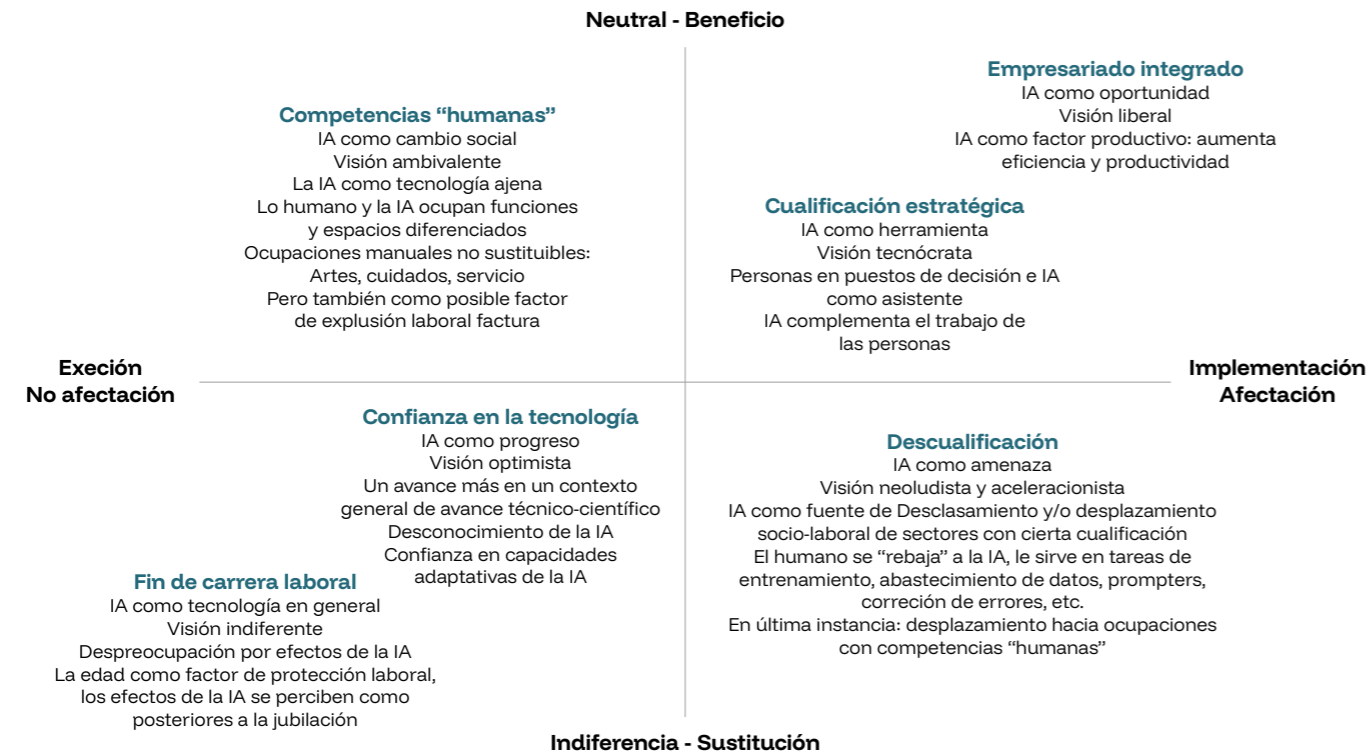 Neutral - Beneficio
Empresariado integrado
IA como oportunidad
Visión liberal
IA como factor productivo: aumenta
eficiencia y productividad
Competencias “humanas”
IA como cambio social
Visión ambivalente
La IA como tecnología ajena
Lo humano y la IA ocupan funciones
y espacios diferenciados
Ocupaciones manuales no sustituibles:
Artes, cuidados, servicio
Pero también como posible factor
de explusión laboral factura
Cualificación estratégica
IA como herramienta
Visión tecnócrata
Personas en puestos de decisión e IA
como asistente
IA complementa el trabajo de
las personas
Execión
No afectación
Implementación
Afectación
Confianza en la tecnología
IA como progreso
Visión optimista
Un avance más en un contexto
general de avance técnico-científico
Desconocimiento de la IA
Confianza en capacidades
adaptativas de la IA
Descualificación
IA como amenaza
Visión neoludista y aceleracionista
IA como fuente de Desclasamiento y/o desplazamiento
socio-laboral de sectores con cierta cualificación
El humano se “rebaja” a la IA, le sirve en tareas de
entrenamiento, abastecimiento de datos, prompters,
correción de errores, etc.
En última instancia: desplazamiento hacia ocupaciones
con competencias “humanas”
Fin de carrera laboral
IA como tecnología en general
Visión indiferente
Despreocupación por efectos de la IA
La edad como factor de protección laboral,
los efectos de la IA se perciben como
posteriores a la jubilación
Indiferencia - Sustitución